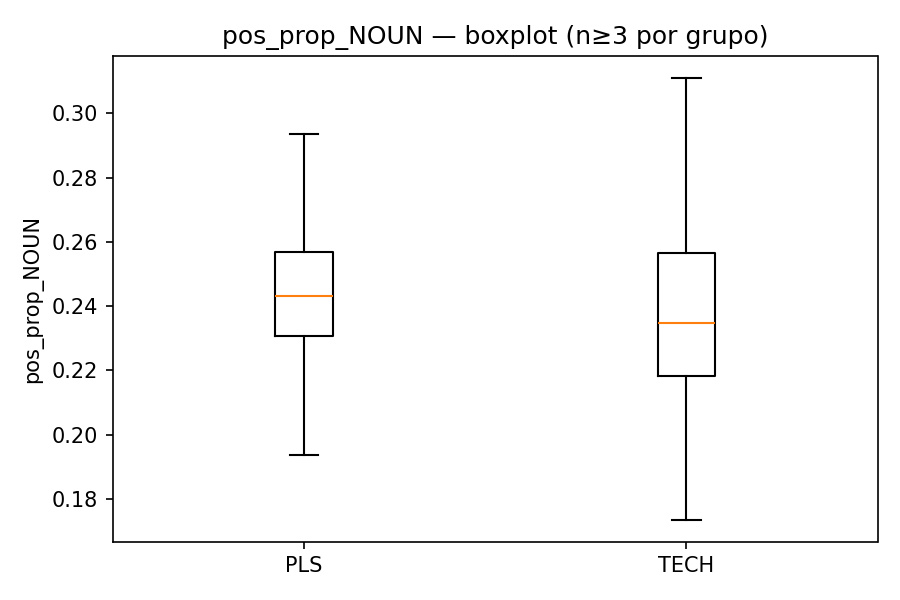 pos_prop_NOUN — boxplot (n≥3 por grupo)
pos_prop_NOUN
0.30
0.28
0.26
0.24
0.22
0.20
0.18
PLS
TECH